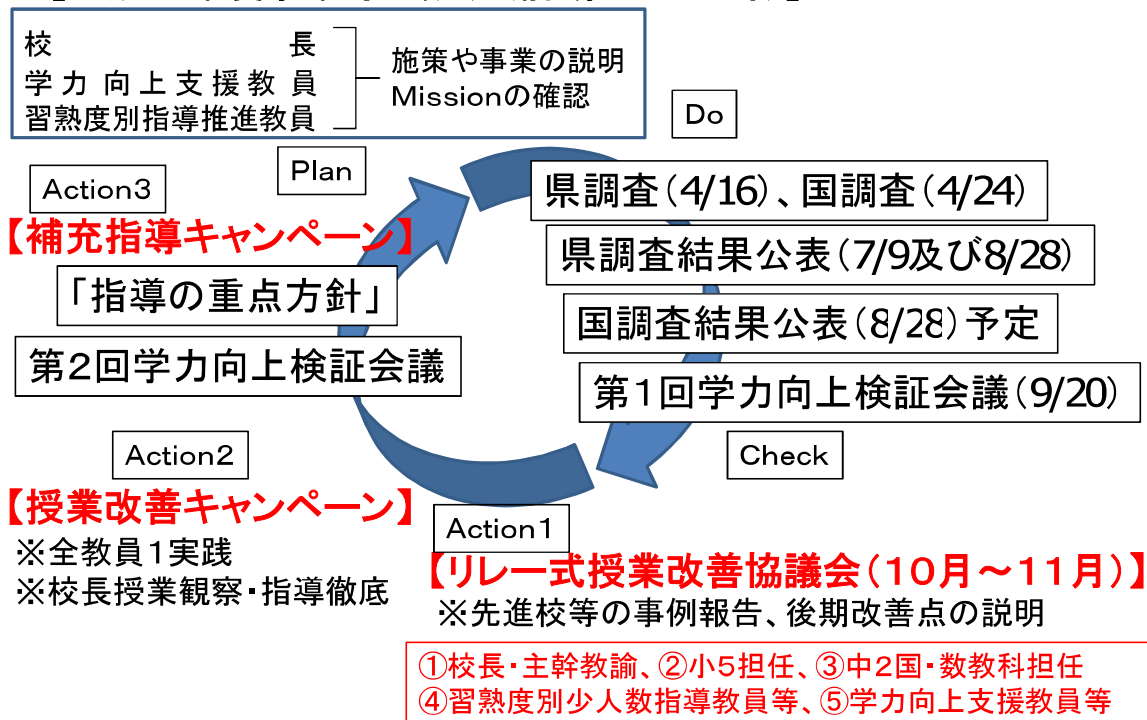 校長
学力向上支援教員
習熟度別指導推進教員
施策や事業の説明
Missionの確認
Plan
Do
県調査(4/16)、国調査(4/24)
県調査結果公表(7/9及び8/28)
国調査結果公表(8/28)予定
第1回学力向上検証会議(9/20)
Check
Action1
【リレー式授業改善協議会(10月～11月)】
※先進校等の事例報告、後期改善点の説明
①校長・主幹教諭、②小5担任、③中2国・数教科担任
④習熟度別少人数指導教員等、⑤学力向上支援教員等
Action2
【授業改善キャンペーン】
※全教員1実践
※校長授業観察・指導徹底
Action3
【補充指導キャンペーン】
「指導の重点方針」
第2回学力向上検証会議